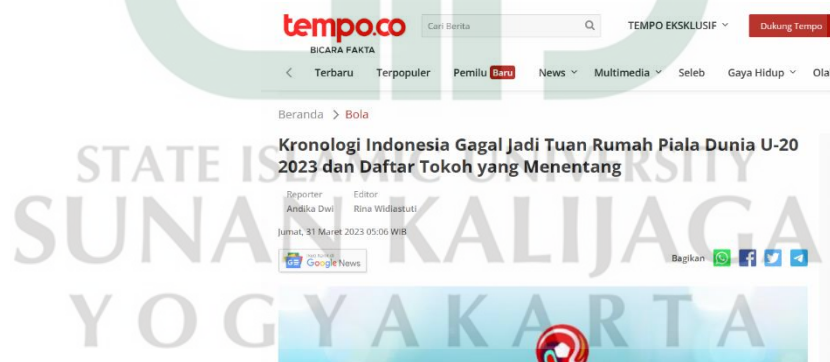 tempo.co
BICARA FAKTA
Cari Berita
TEMPO EKSKLUSIF
Dukung Tempo
Terbaru Terpopuler Pemilu Baru News Multimedia Seleb Gaya Hidup Ola
Beranda > Bola
Kronologi Indonesia Gagal Jadi Tuan Rumah Piala Dunia U-20
2023 dan Daftar Tokoh yang Menentang
Reporter Editor
Andika Dwi Rina Widiastuti
Jumat, 31 Maret 2023 05:06 WIB
GE Google News
Bagikan
STATE ISLAMIC UNIVERSITY
SUNAN KALIJAGA
YOGYAKARTA